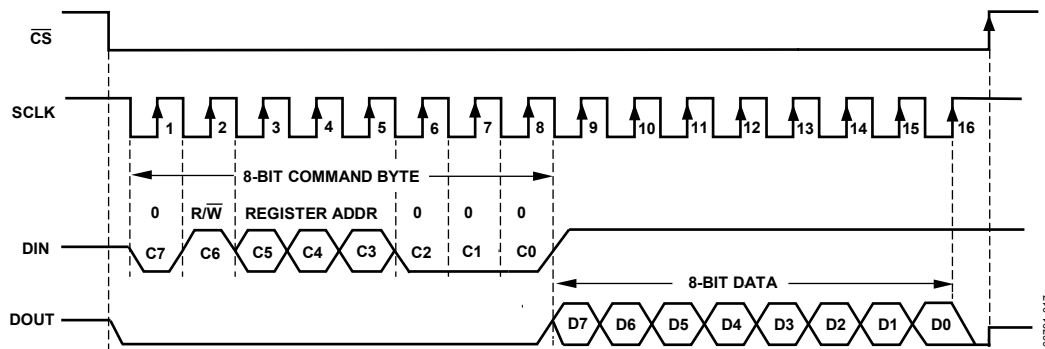 CS
SCLK
1 2 3 4 5 6 7 8 9 10 11 12 13 14 15 16
8-BIT COMMAND BYTE
0 R/W REGISTER ADDR 0 0 0
DIN
C7 C6 C5 C4 C3 C2 C1 C0
8-BIT DATA
DOUT
D7 D6 D5 D4 D3 D2 D1 D0